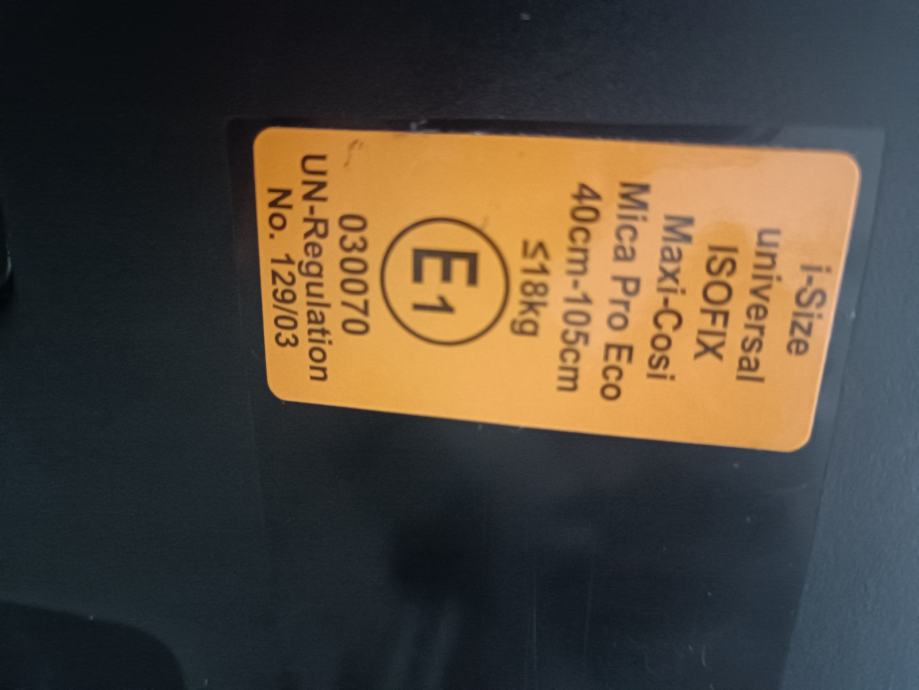 i-Size
universal
ISOFIX
Maxi-Cosi
Mica Pro Eco
40cm-105cm
≤18kg
E1
030070
UN-Regulation
No. 129/03